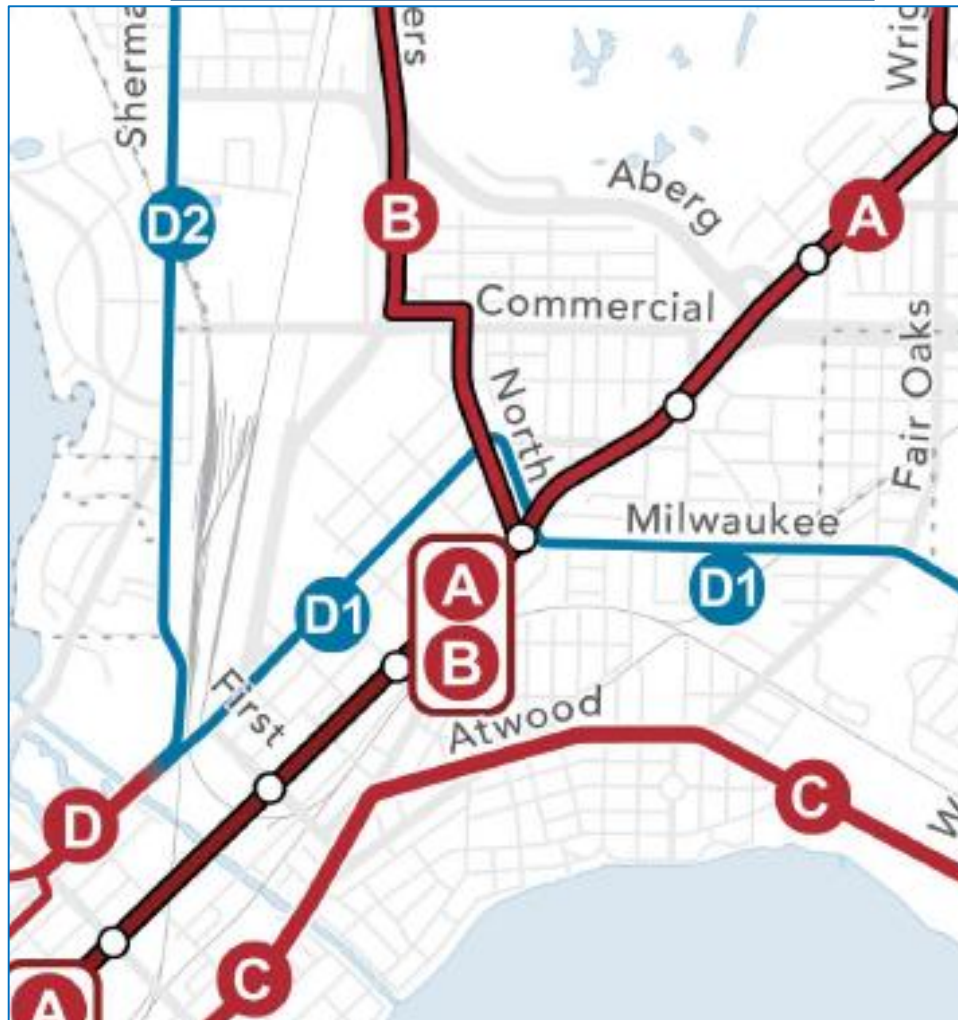 Sherma
ers
Wrig
D2
B
Aberg
A
Commercial
Fair Oaks
North
Milwaukee
A
D1
D1
B
First
Atwood
D
C
W
C
A